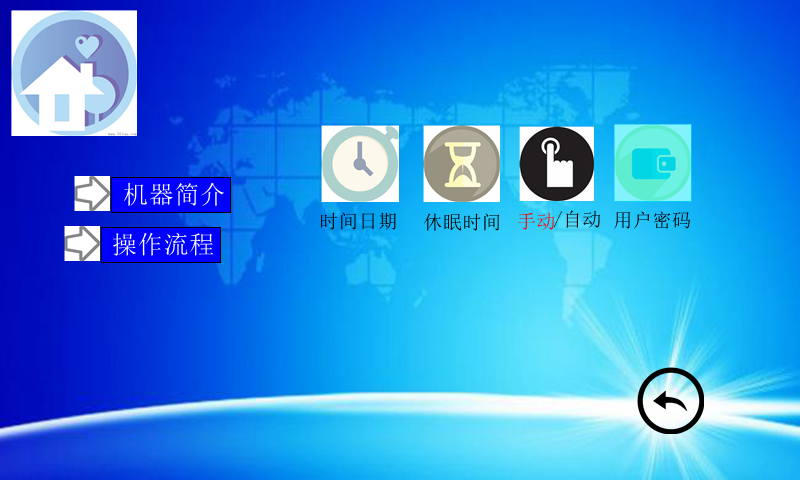 机器简介
操作流程
时间日期
休眠时间
手动/自动
用户密码